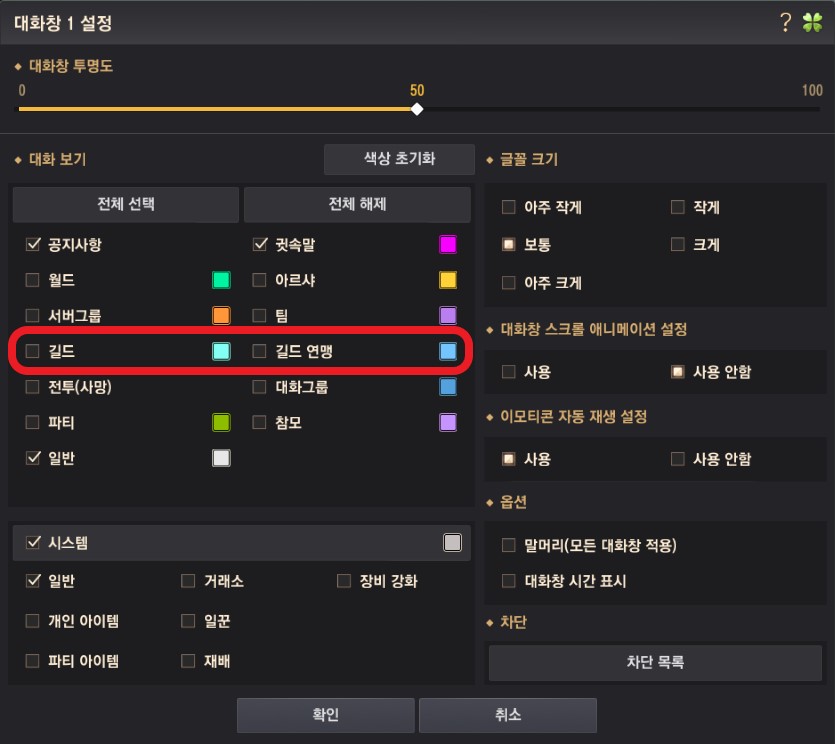 대화창 1 설정
?
대화창 투명도
0 50 100
대화 보기
색상 초기화
전체 선택 전체 해제
공지사항 귓속말
월드 아르샤
서버그룹 팀
길드 길드 연맹
전투(사망) 대화그룹
파티 참모
일반
시스템
일반 거래소 장비 강화
개인 아이템 일꾼
파티 아이템 재배
글꼴 크기
아주 작게 작게
보통 크게
아주 크게
대화창 스크롤 애니메이션 설정
사용 사용 안함
이모티콘 자동 재생 설정
사용 사용 안함
옵션
말머리(모든 대화창 적용)
대화창 시간 표시
차단
차단 목록
확인 취소